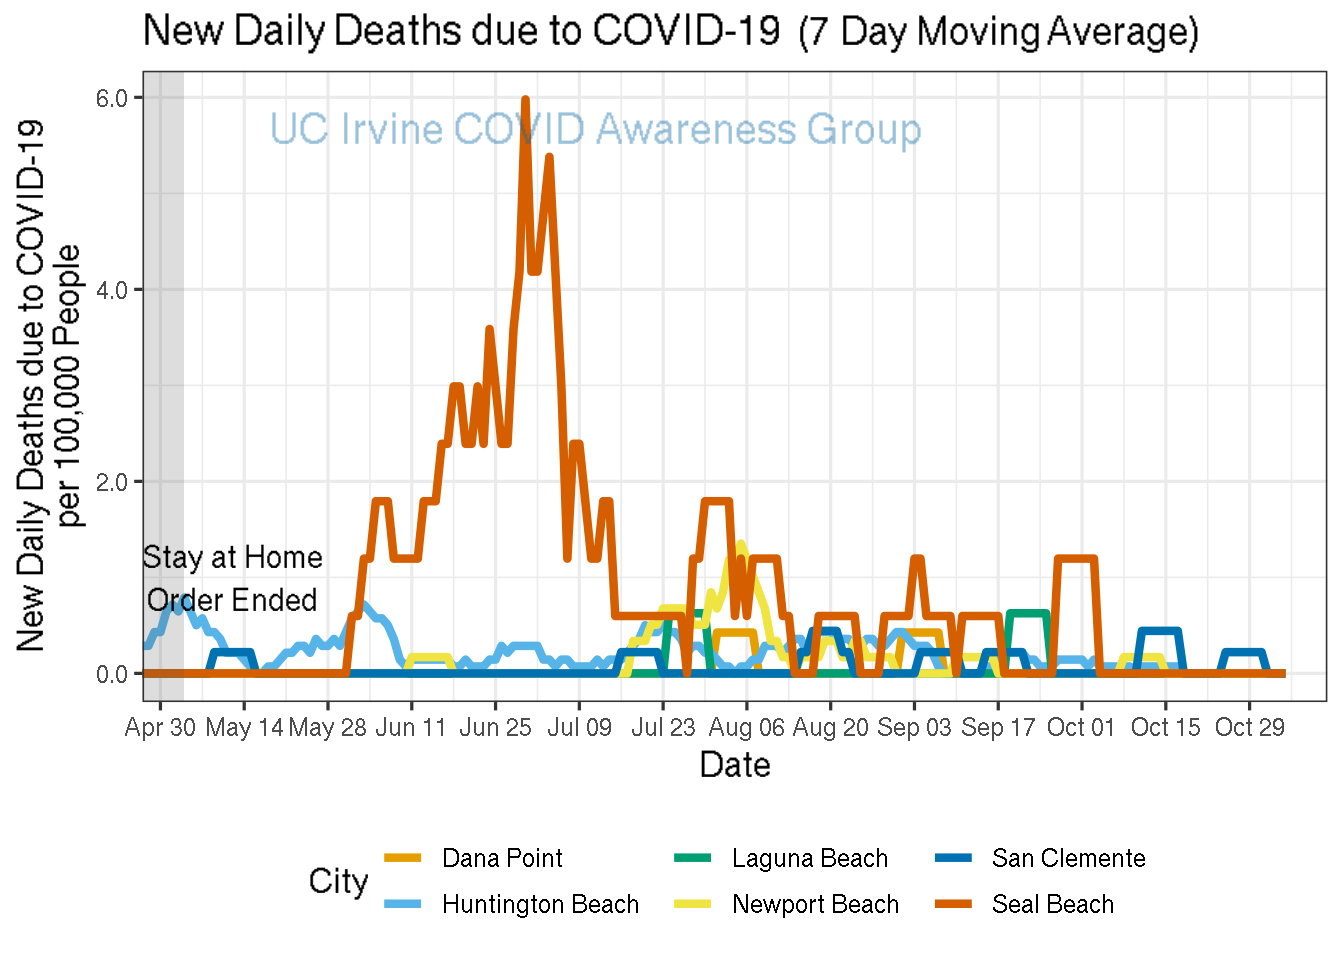 New Daily Deaths due to COVID-19 (7 Day Moving Average)
New Daily Deaths due to COVID-19
per 100,000 People
6.0
4.0
2.0
0.0
UC Irvine COVID Awareness Group
Stay at Home
Order Ended
Apr 30 May 14 May 28 Jun 11 Jun 25 Jul 09 Jul 23 Aug 06 Aug 20 Sep 03 Sep 17 Oct 01 Oct 15 Oct 29
Date
City
Dana Point Laguna Beach San Clemente
Huntington Beach Newport Beach Seal Beach